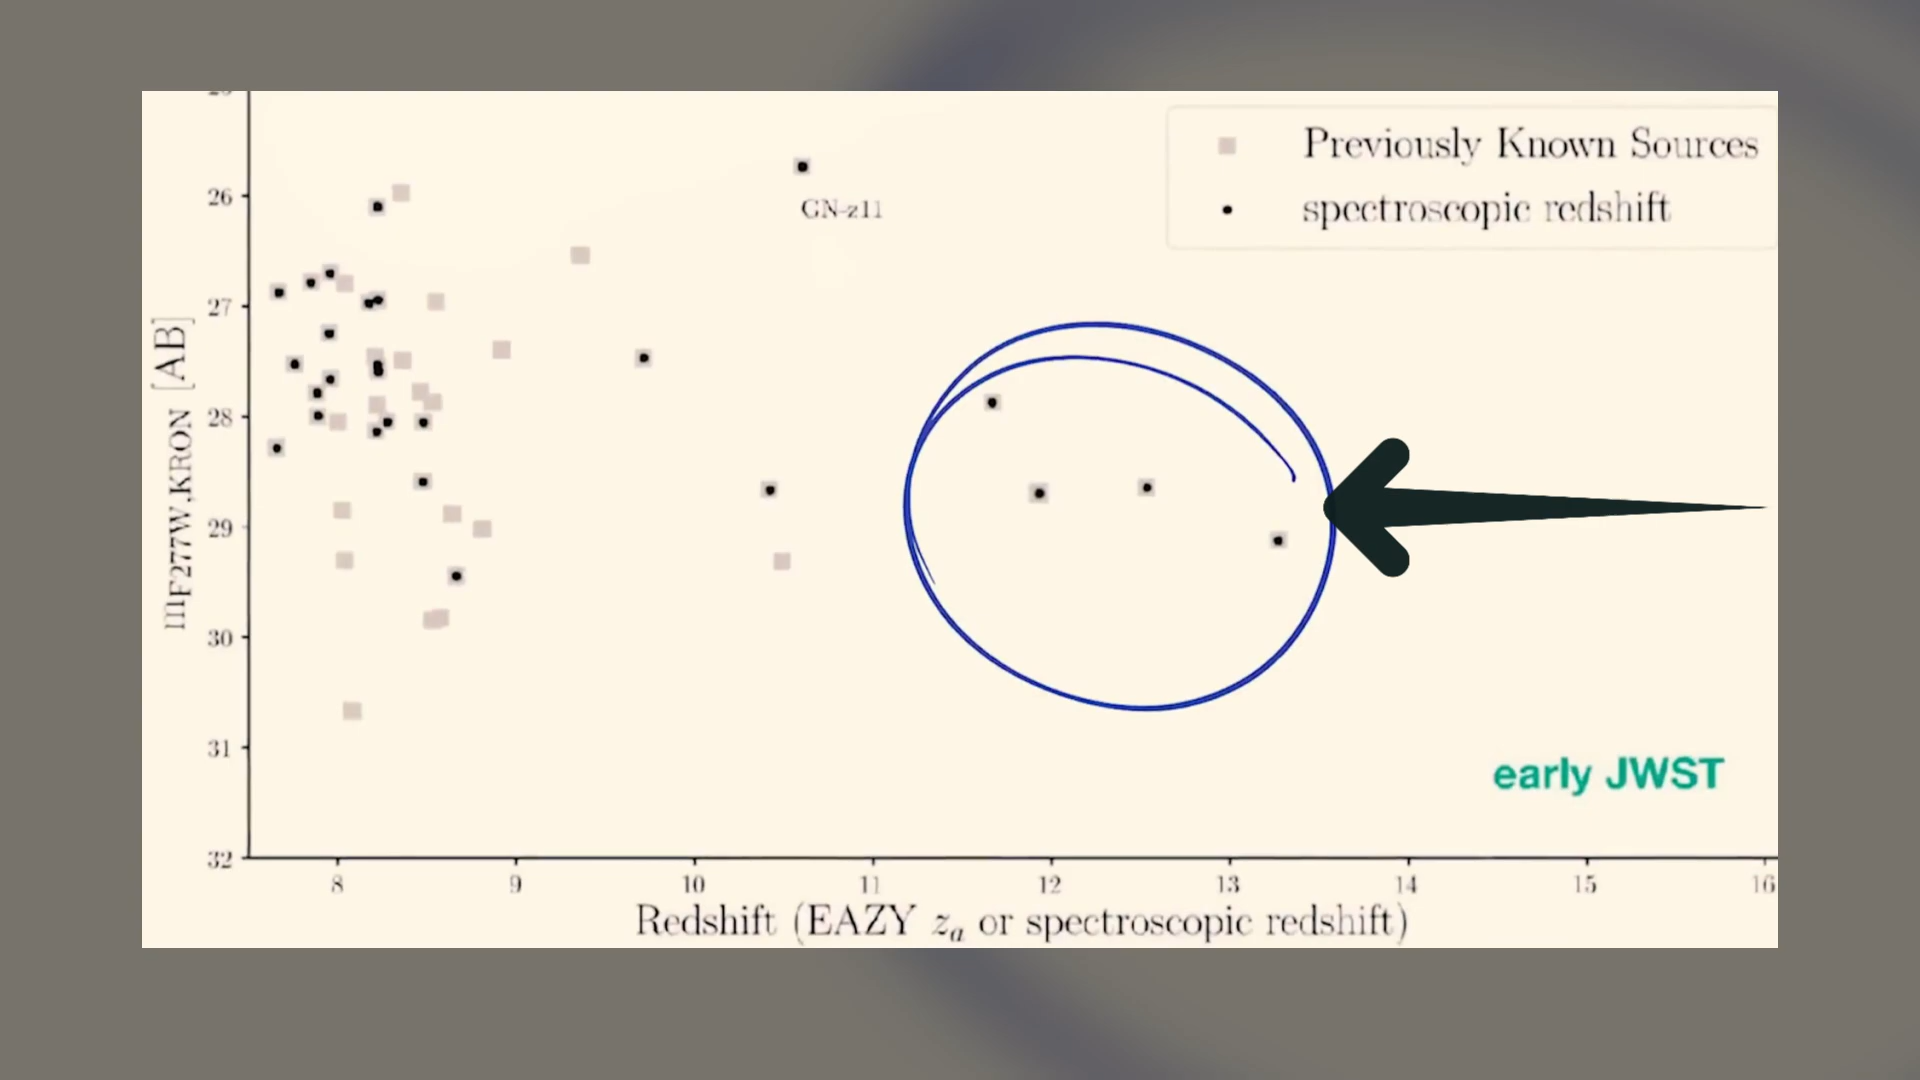 Previously Known Sources
spectroscopic redshift
26
GN-z11
27
28
29
30
31
32
m_F277W,KRON [AB]
early JWST
8 9 10 11 12 13 14 15 16
Redshift (EAZY z_a or spectroscopic redshift)